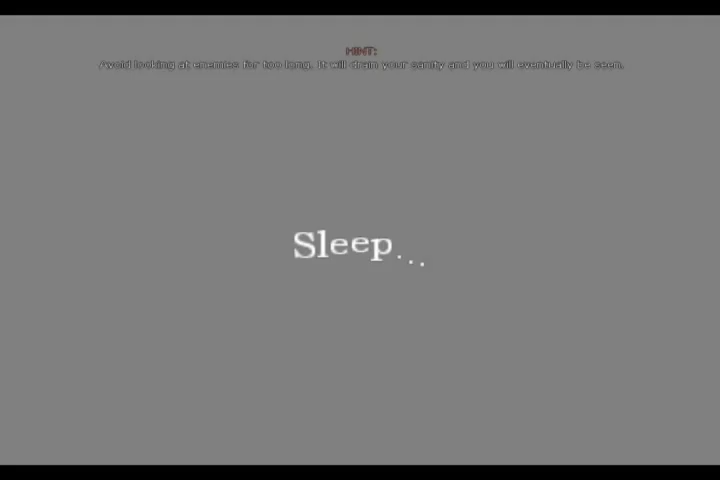 HINT:
Avoid looking at enemies for too long. It will drain your sanity and you will eventually be seen.
Sleep...